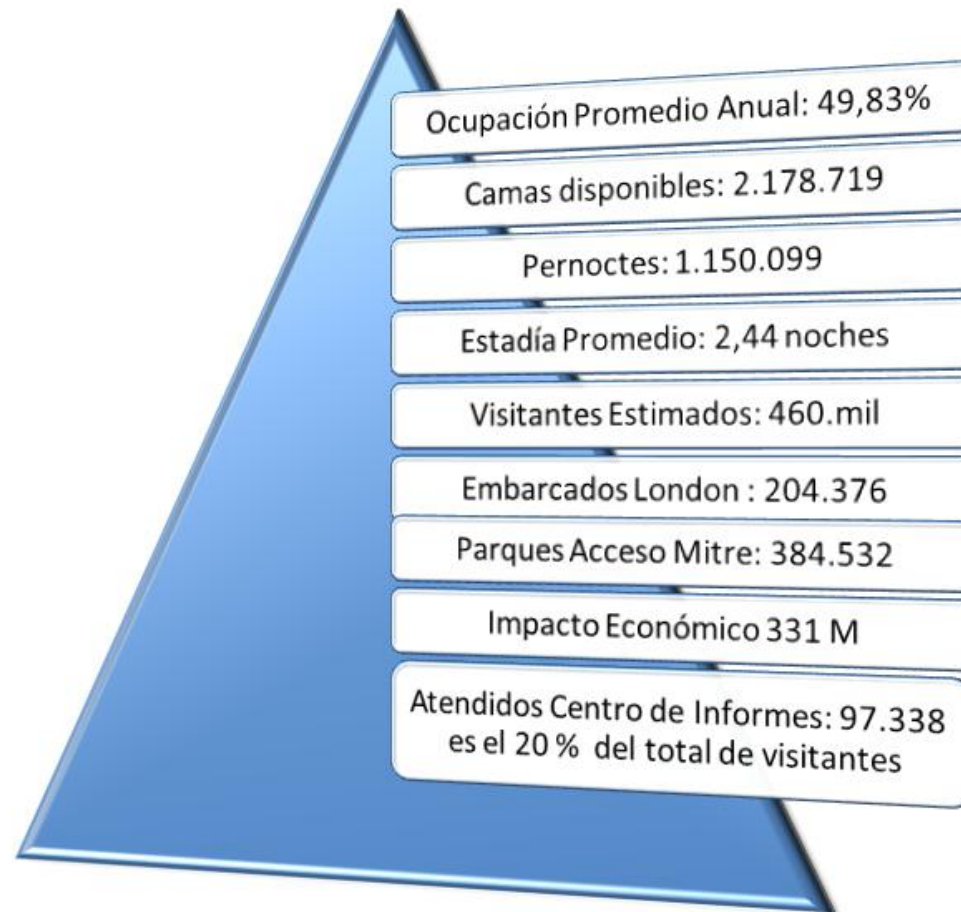 Ocupación Promedio Anual: 49,83%
Camas disponibles: 2.178.719
Pernoctes: 1.150.099
Estadía Promedio: 2,44 noches
Visitantes Estimados: 460.mil
Embarcados London : 204.376
Parques Acceso Mitre: 384.532
Impacto Económico 331 M
Atendidos Centro de Informes: 97.338
es el 20 % del total de visitantes